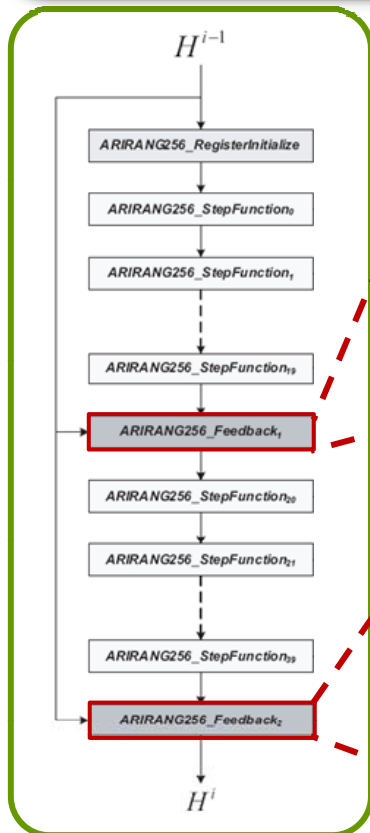 H^{i-1}
ARIRANG256_RegisterInitialize
ARIRANG256_StepFunction₀
ARIRANG256_StepFunction₁
ARIRANG256_StepFunction₁₉
ARIRANG256_Feedback₁
ARIRANG256_StepFunction₂₀
ARIRANG256_StepFunction₂₁
ARIRANG256_StepFunction₃₉
ARIRANG256_Feedback₂
H^{i}